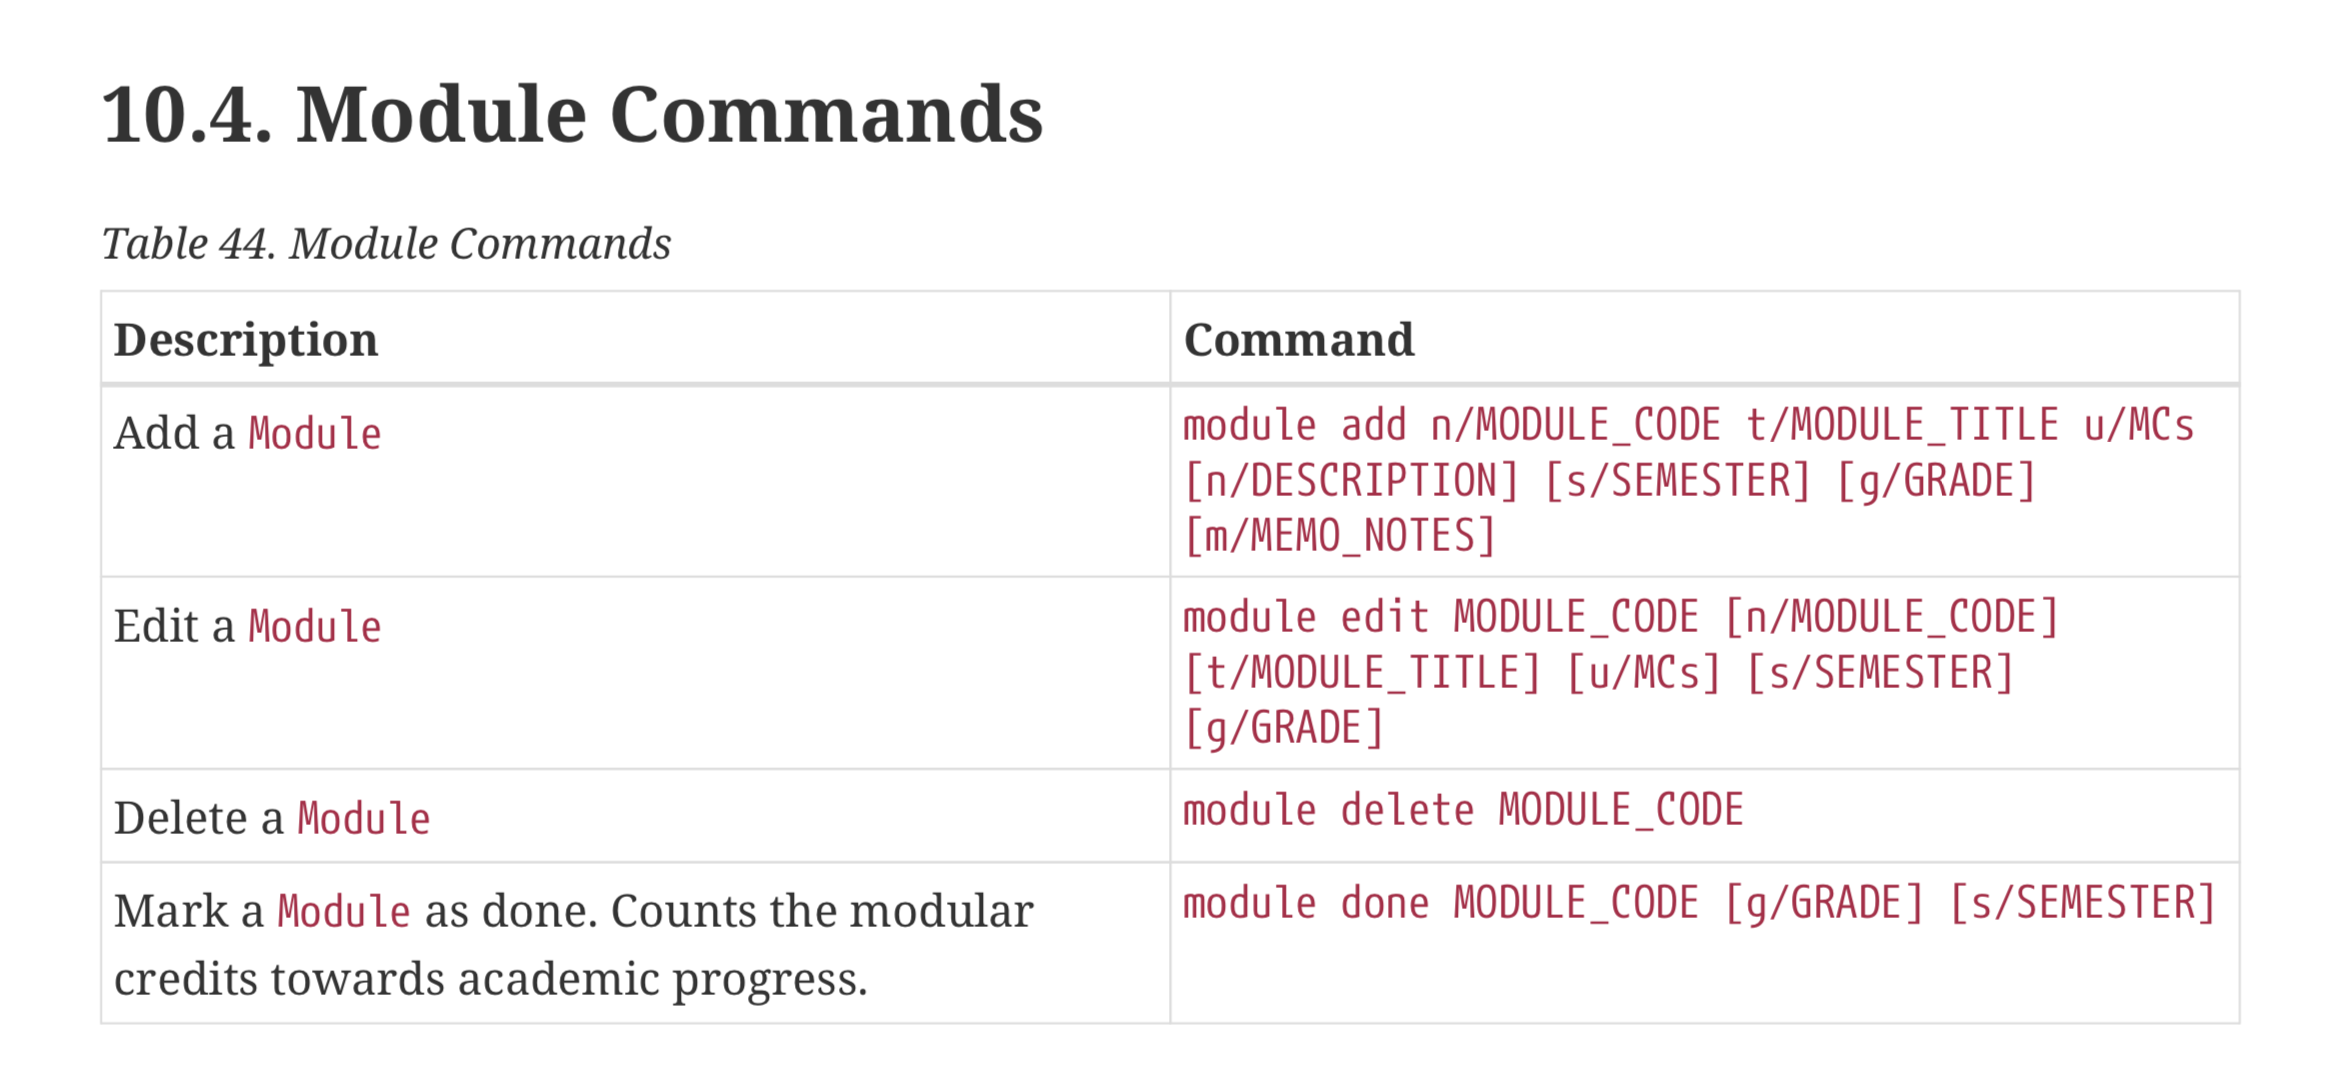 10.4. Module Commands
Table 44. Module Commands
Description
Command
Add a Module
module add n/MODULE_CODE t/MODULE_TITLE u/MCs
[n/DESCRIPTION] [s/SEMESTER] [g/GRADE]
[m/MEMO_NOTES]
Edit a Module
module edit MODULE_CODE [n/MODULE_CODE]
[t/MODULE_TITLE] [u/MCs] [s/SEMESTER]
[g/GRADE]
Delete a Module
module delete MODULE_CODE
Mark a Module as done. Counts the modular
credits towards academic progress.
module done MODULE_CODE [g/GRADE] [s/SEMESTER]